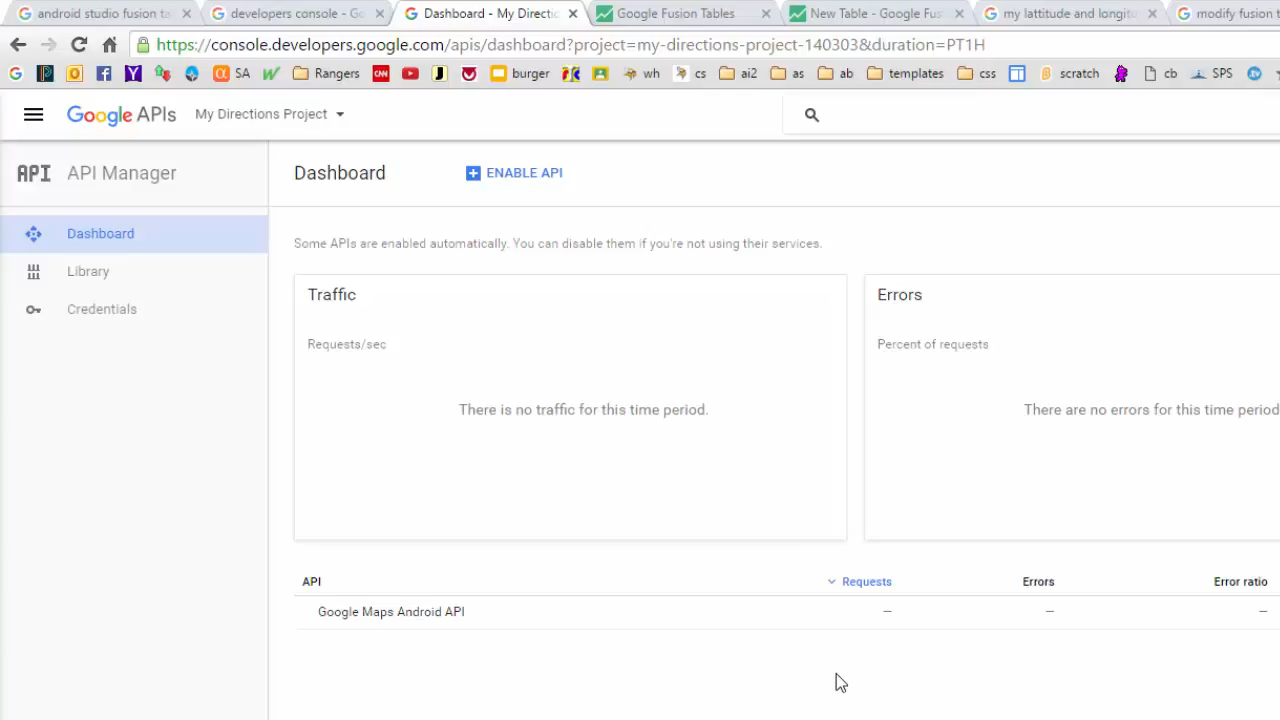 android studio fusion ta
developers console - Go
Dashboard - My Directio
Google Fusion Tables
New Table - Google Fus
my lattitude and longitu
modify fusion t
https://console.developers.google.com/apis/dashboard?project=my-directions-project-140303&duration=PT1H
SA
Rangers
CNN
burger
wh
cs
ai2
as
ab
templates
css
scratch
cb
SPS
Google APIs
My Directions Project
API
API Manager
Dashboard
ENABLE API
Dashboard
Library
Credentials
Some APIs are enabled automatically. You can disable them if you're not using their services.
Traffic
Requests/sec
There is no traffic for this time period.
Errors
Percent of requests
There are no errors for this time period
API
Requests
Errors
Error ratio
Google Maps Android API
—
—
—